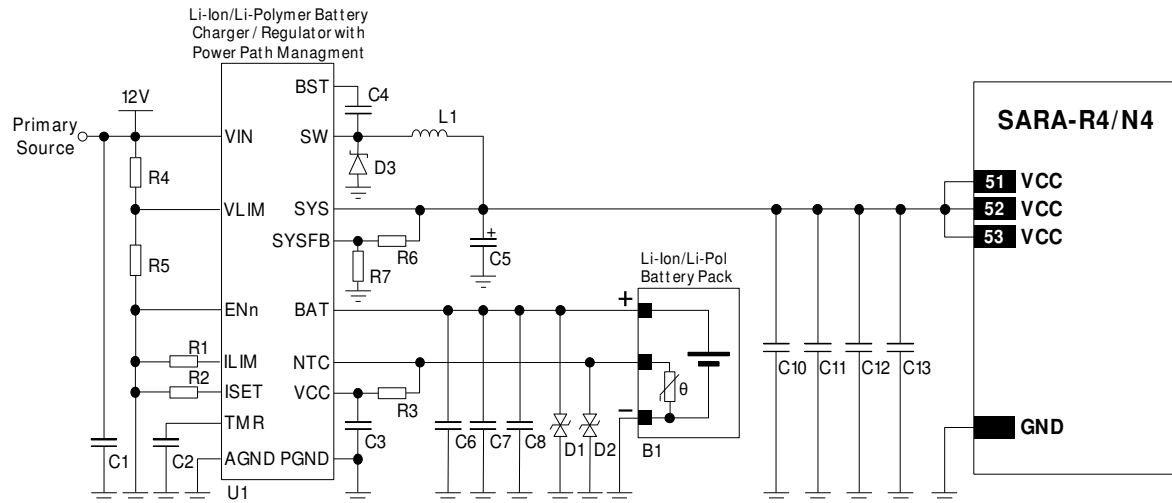 Li-Ion/Li-Polymer Battery
Charger / Regulator with
Power Path Managment
12V
Primary
Source
VIN
VLIM
ENn
ILIM
ISET
TMR
AGND
PGND
BST
SW
SYS
SYSFB
BAT
NTC
VCC
R4
R5
R1
R2
C1
C2
U1
C4
L1
D3
R6
R7
C5
R3
C3
C6
C7
C8
D1
D2
Li-Ion/Li-Pol
Battery Pack
+
+
θ
–
B1
C10
C11
C12
C13
SARA-R4/N4
51 VCC
52 VCC
53 VCC
GND